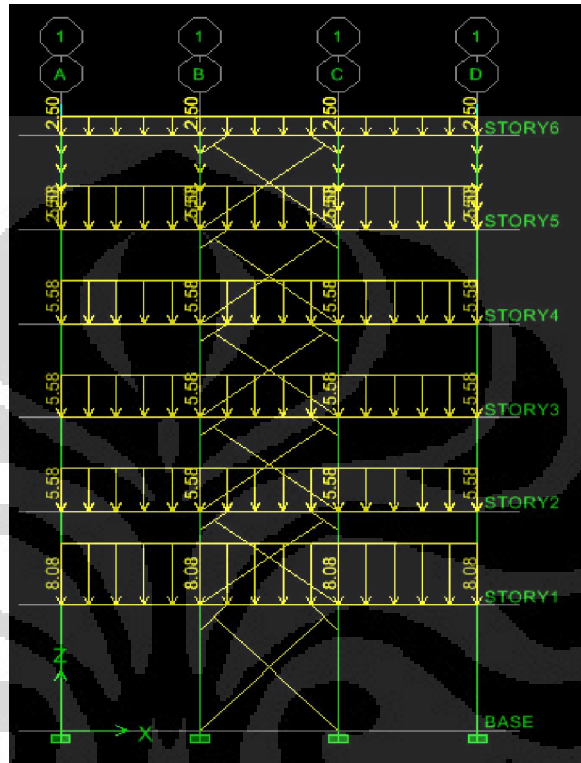 1 1 1 1
A B C D
2.50 2.50 2.50 2.50
STORY6
STORY5
5.58 5.58 5.58 5.58
STORY4
5.58 5.58 5.58 5.58
STORY3
5.58 5.58 5.58 5.58
STORY2
8.08 8.08 8.08 8.08
STORY1
Z
X
BASE